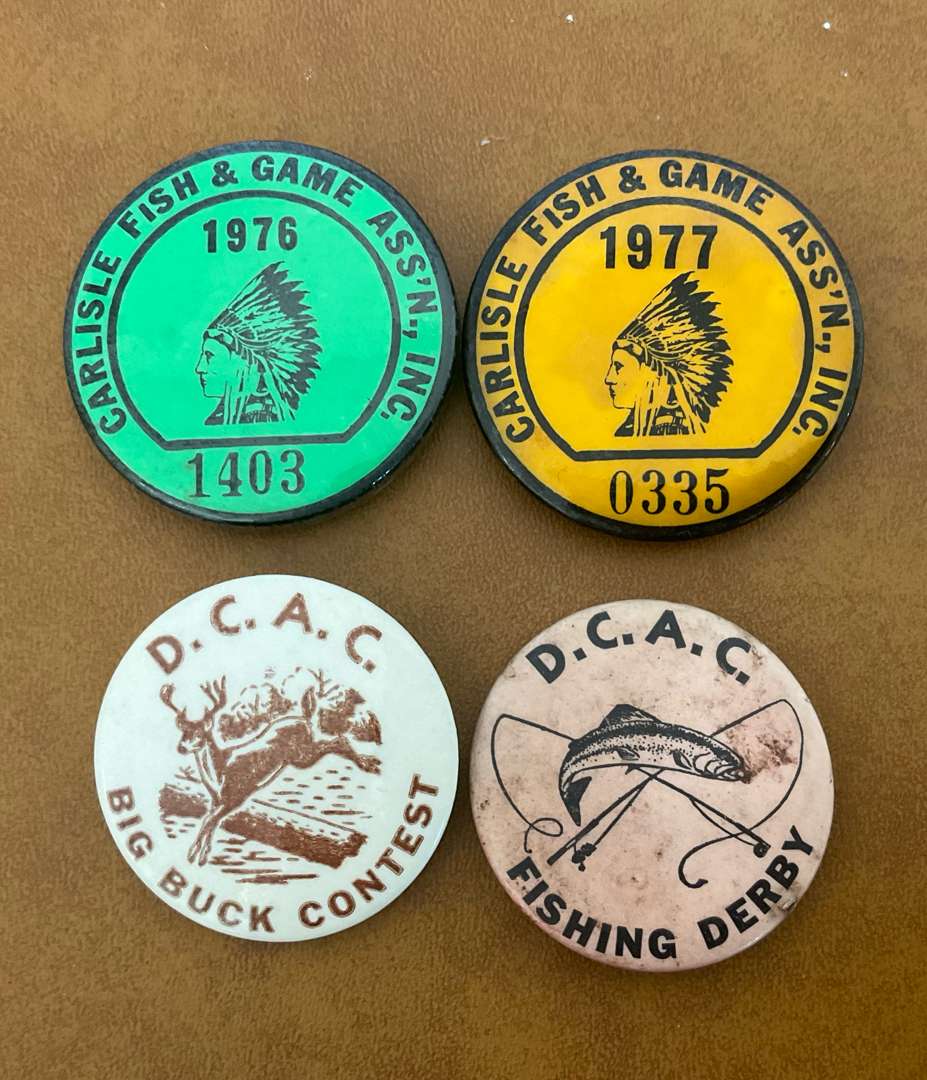 CARLISLE FISH & GAME ASS'N., INC.
1976
1403
CARLISLE FISH & GAME ASS'N., INC.
1977
0335
D.C.A.C.
BIG BUCK CONTEST
D.C.A.C.
FISHING DERBY